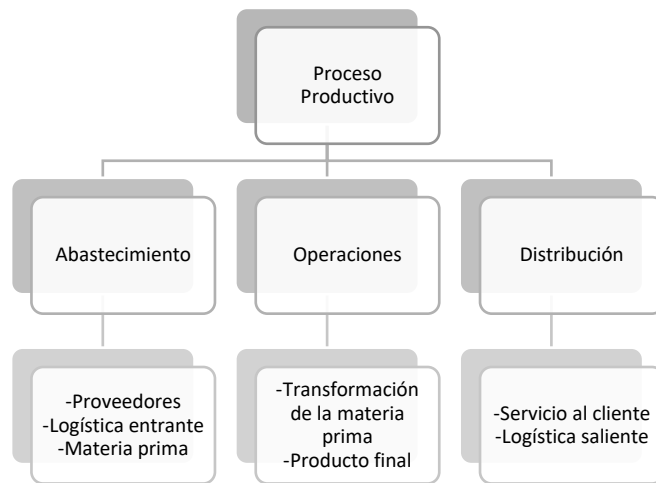 Proceso
Productivo
Abastecimiento
Operaciones
Distribución
-Proveedores
-Logística entrante
-Materia prima
-Transformación
de la materia
prima
-Producto final
-Servicio al cliente
-Logística saliente